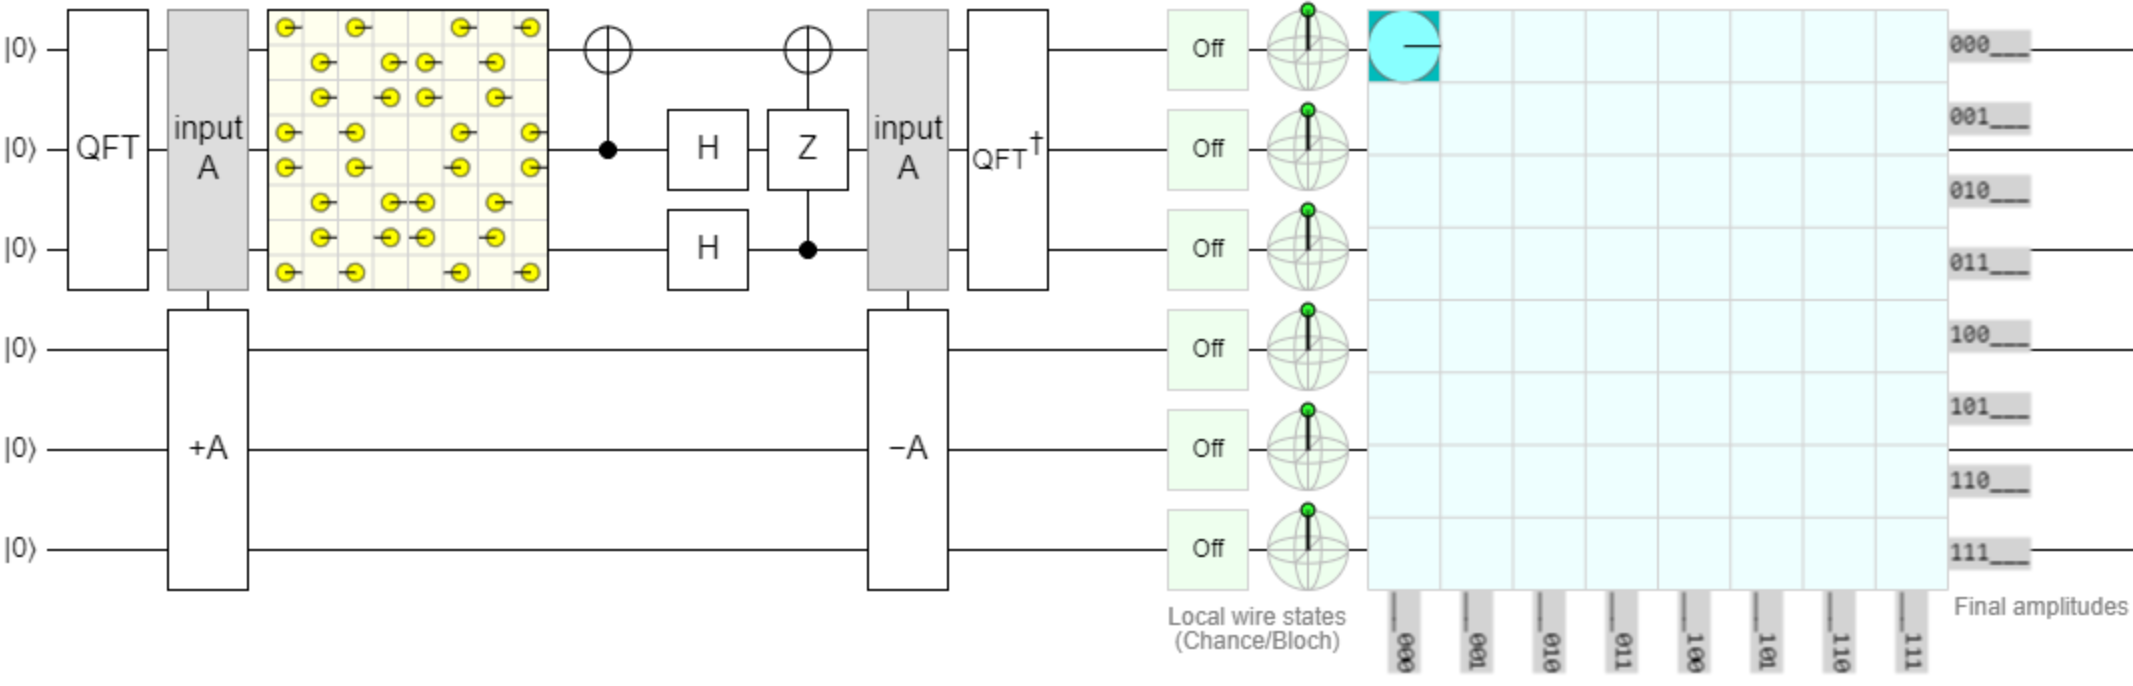 |0⟩
QFT
input
A
input
A
Off
000___
001___
|0⟩
H
Z
QFT†
Off
010___
|0⟩
H
Off
011___
|0⟩
Off
100___
101___
|0⟩
+A
−A
Off
110___
|0⟩
Off
111___
Local wire states
(Chance/Bloch)
Final amplitudes
___000
___001
___010
___011
___100
___101
___110
___111